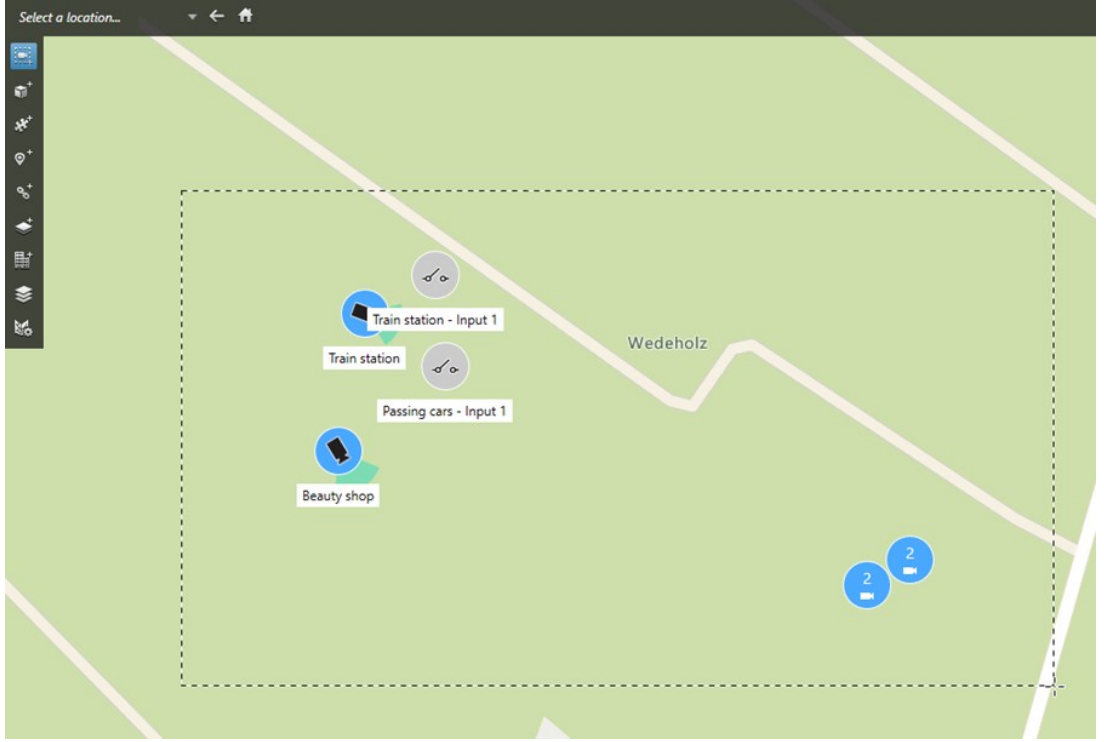 Select a location...
Train station - Input 1
Wedeholz
Train station
Passing cars - Input 1
Beauty shop
2
2